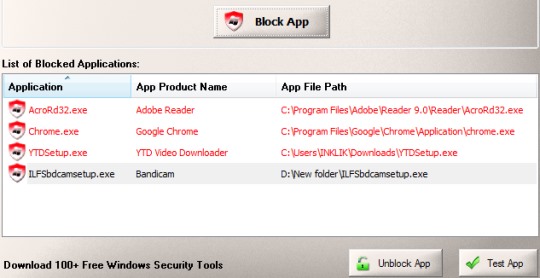 Block App
List of Blocked Applications:
Application App Product Name App File Path
AcroRd32.exe Adobe Reader C:\Program Files\Adobe\Reader 9.0\Reader\AcroRd32.exe
Chrome.exe Google Chrome C:\Program Files\Google\Chrome\Application\chrome.exe
YTDSetup.exe YTD Video Downloader C:\Users\INKLIK\Downloads\YTDSetup.exe
ILFSbdcamsetup.exe Bandicam D:\New folder\ILFSbdcamsetup.exe
Download 100+ Free Windows Security Tools Unblock App Test App